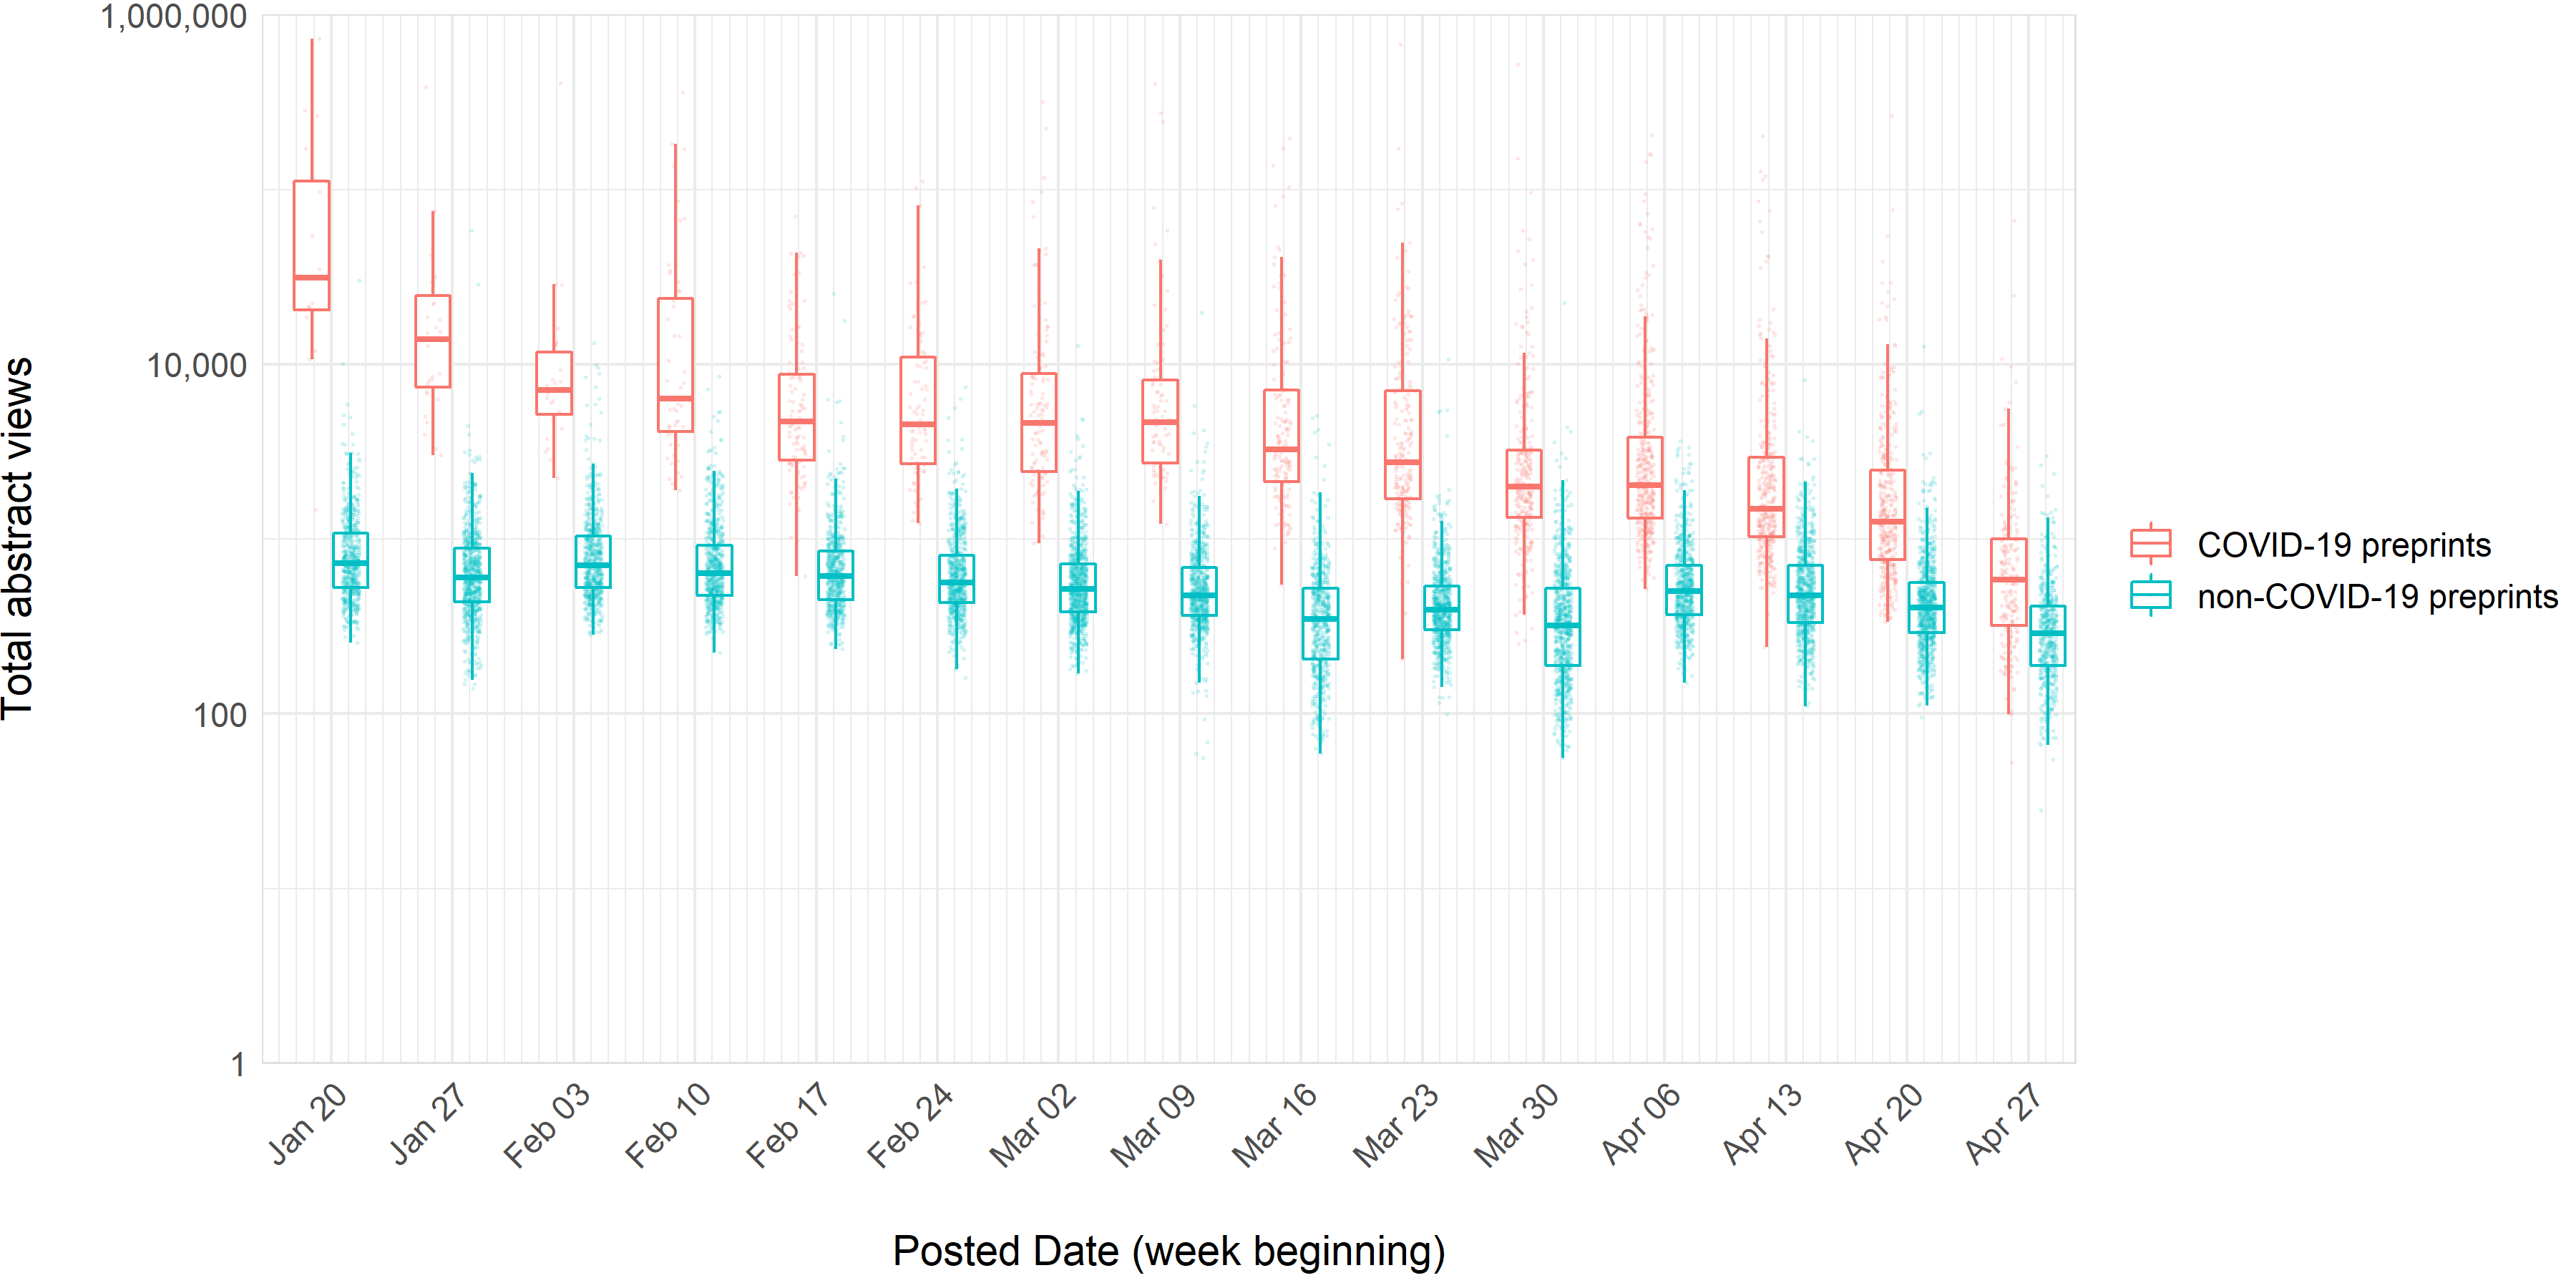 Total abstract views
1,000,000
10,000
100
1
Jan 20
Jan 27
Feb 03
Feb 10
Feb 17
Feb 24
Mar 02
Mar 09
Mar 16
Mar 23
Mar 30
Apr 06
Apr 13
Apr 20
Apr 27
Posted Date (week beginning)
COVID-19 preprints
non-COVID-19 preprints